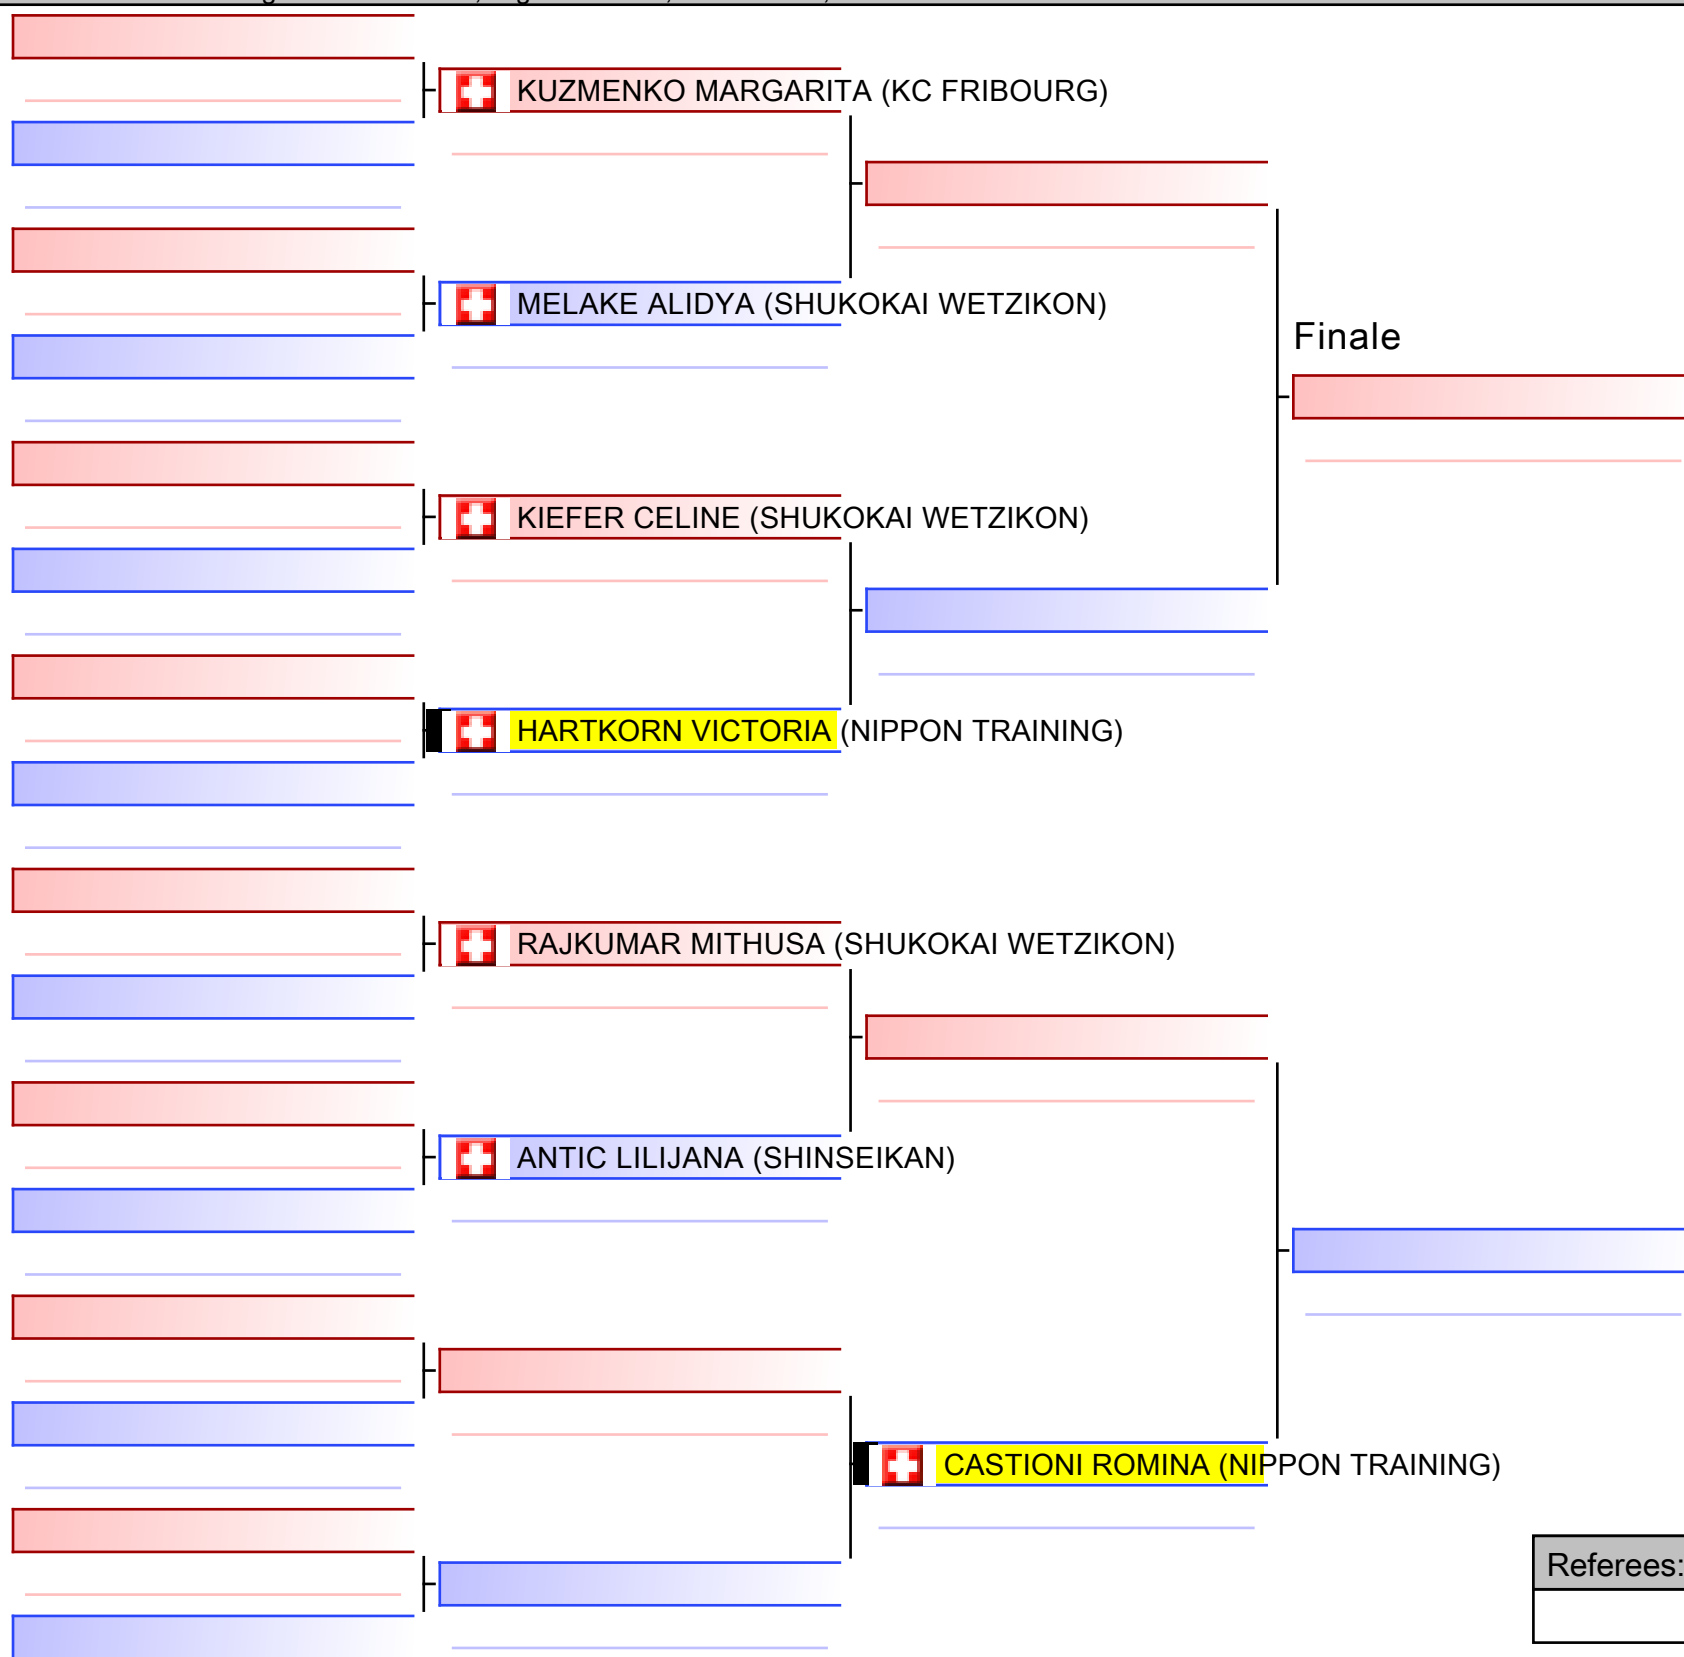 KUZMENKO MARGARITA (KC FRIBOURG)
MELAKE ALIDYA (SHUKOKAI WETZIKON)
Finale
KIEFER CELINE (SHUKOKAI WETZIKON)
HARTKORN VICTORIA (NIPPON TRAINING)
RAJKUMAR MITHUSA (SHUKOKAI WETZIKON)
ANTIC LILIJANA (SHINSEIKAN)
CASTIONI ROMINA (NIPPON TRAINING)
Referees: